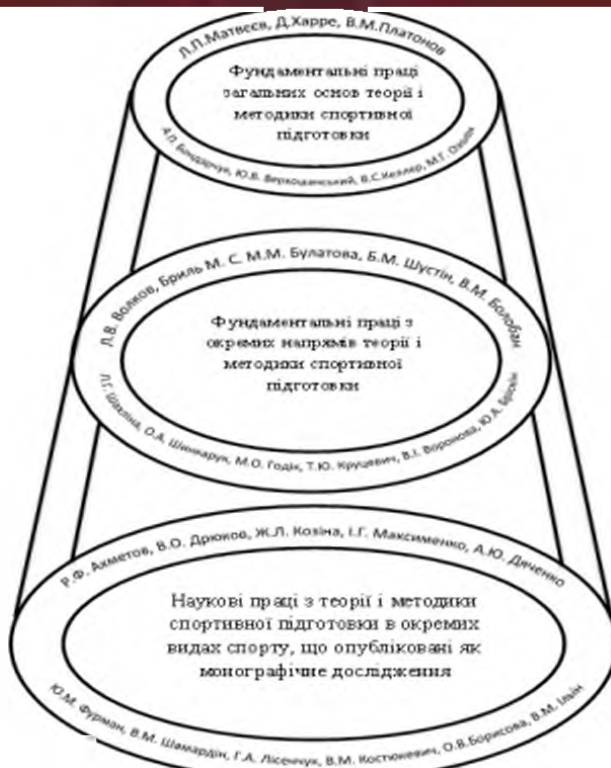 Л.П.Матвєєв, Д.Харре, В.М.Платонов
Фундаментальні праці
загальних основ теорії і
методики спортивної
підготовки
А.П. Бондарчук, Ю.В. Верхошанський, В.С.Келлер, М.Г. Озолін
Л.В. Волков, Бриль М. С. М.М. Булатова, Б.М. Шустін, В.М. Болобан
Фундаментальні праці з
окремих напрямів теорії і
методики спортивної
підготовки
Л.Г. Шахліна, О.А. Шинкарук, М.О. Годік, Т.Ю. Круцевич, В.І. Воронова, Ю.А. Бріскін
Р.Ф. Ахметов, В.О. Дрюков, Ж.Л. Козіна, І.Г. Максименко, А.Ю. Дяченко
Наукові праці з теорії і методики
спортивної підготовки в окремих
видах спорту, що опубліковані як
монографічне дослідження
Ю.М. Фурман, В.М. Шамардін, Г.А. Лісенчук, В.М. Костюкевич, О.В.Борисова, В.М. Ільїн